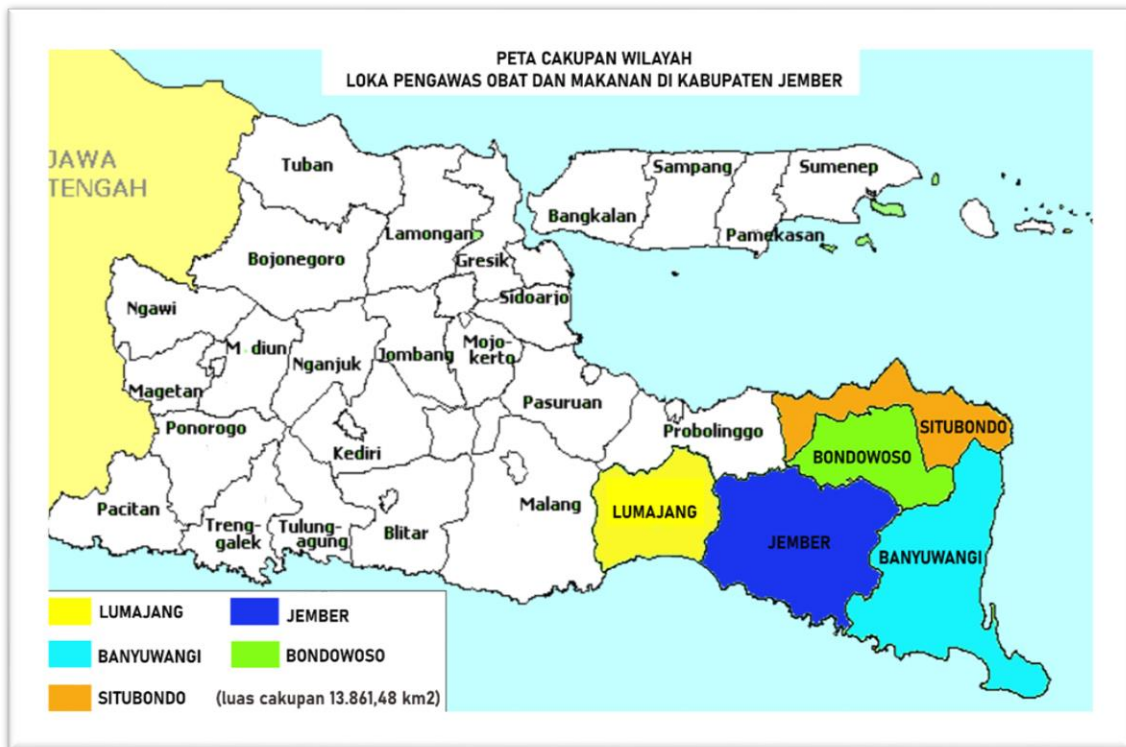 PETA CAKUPAN WILAYAH
LOKA PENGAWAS OBAT DAN MAKANAN DI KABUPATEN JEMBER
JAWA
TENGAH
Tuban
Sampang
Sumenep
Bangkalan
Lamongan
Pamekasan
Bojonegoro
Gresik
Ngawi
Sidoarjo
M diun
Nganjuk
Jombang
Mojo-
kerto
Magetan
Pasuruan
Ponorogo
Probolinggo
SITUBONDO
Kediri
BONDOWOSO
Pacitan
Malang
LUMAJANG
Treng-
galek
Tulung-
agung
Blitar
JEMBER
BANYUWANGI
LUMAJANG
JEMBER
BANYUWANGI
BONDOWOSO
SITUBONDO
(luas cakupan 13.861,48 km2)